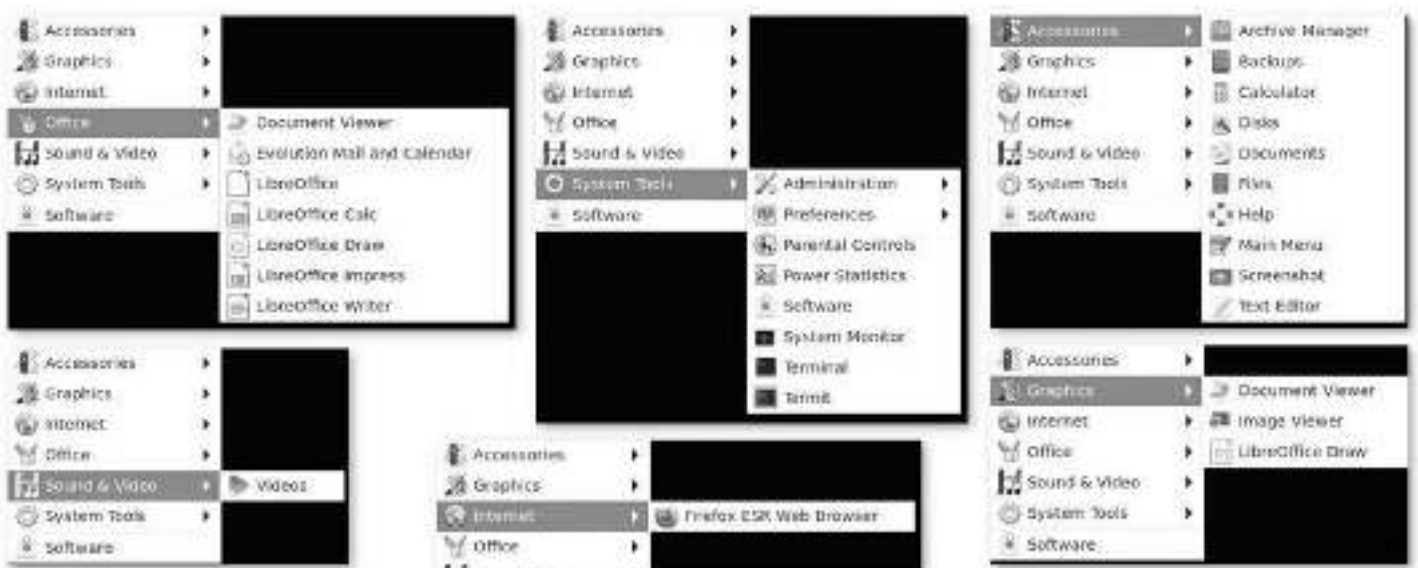 Accessories
Graphics
Internet
Office
Document Viewer
Sound & Video
Evolution Mail and Calendar
System Tools
LibreOffice
Software
LibreOffice Calc
LibreOffice Draw
LibreOffice Impress
LibreOffice Writer
Accessories
Graphics
Internet
Office
Sound & Video
System Tools
Administration
Software
Preferences
Parental Controls
Power Statistics
Software
System Monitor
Terminal
Termit
Accessories
Archive Manager
Graphics
Backups
Internet
Calculator
Office
Disks
Sound & Video
Documents
System Tools
Files
Software
Help
Main Menu
Screenshot
Text Editor
Accessories
Graphics
Internet
Office
Sound & Video
Videos
System Tools
Software
Accessories
Graphics
Internet
Firefox ESR Web Browser
Office
Accessories
Graphics
Document Viewer
Internet
Image Viewer
Office
LibreOffice Draw
Sound & Video
System Tools
Software